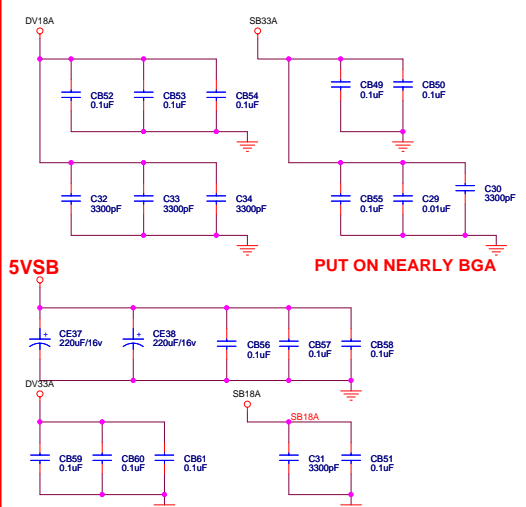 DV18A
SB33A
CB52
0.1uF
CB53
0.1uF
CB54
0.1uF
CB49
0.1uF
CB50
0.1uF
C32
3300pF
C33
3300pF
C34
3300pF
CB55
0.1uF
C29
0.01uF
C30
3300pF
5VSB
PUT ON NEARLY BGA
CE37
220uF/16v
CE38
220uF/16v
CB56
0.1uF
CB57
0.1uF
CB58
0.1uF
DV33A
SB18A
SB18A
CB59
0.1uF
CB60
0.1uF
CB61
0.1uF
C31
3300pF
CB51
0.1uF